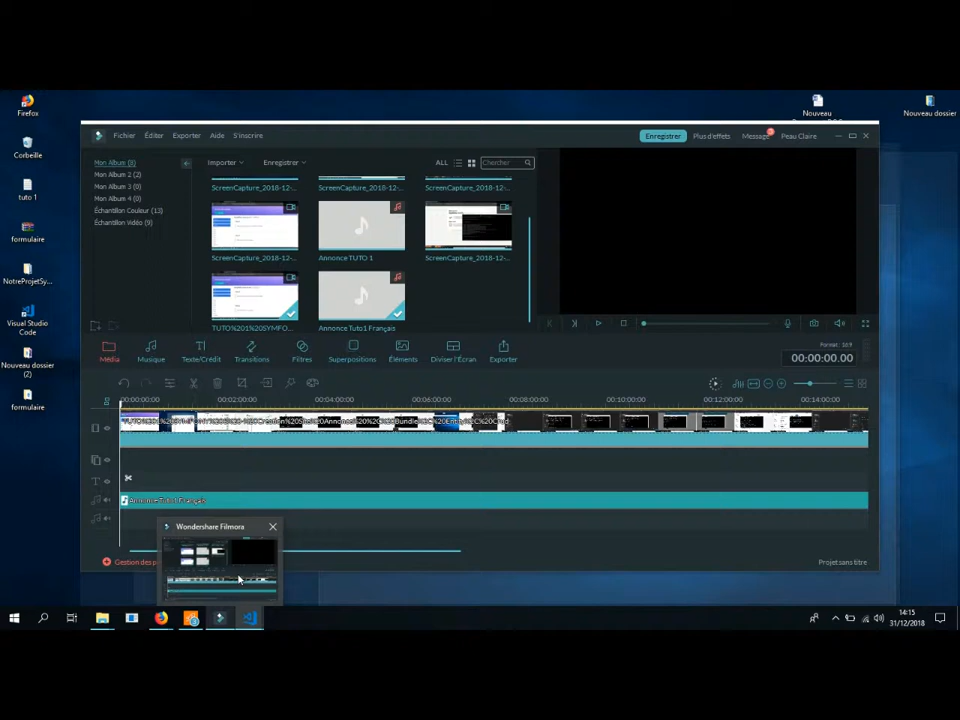 Firefox
Corbeille
tuto 1
formulaire
NotreProjetSy...
Visual Studio
Code
Nouveau dossier
(2)
formulaire
Nouveau
Nouveau dossier
Fichier
Éditer
Exporter
Aide
S'inscrire
Enregistrer
Plus d'effets
Message
Peau Claire
Mon Album (8)
Mon Album 2 (2)
Mon Album 3 (0)
Mon Album 4 (0)
Échantillon Couleur (13)
Échantillon Vidéo (9)
Importer
Enregistrer
ALL
Chercher
ScreenCapture_2018-12-...
ScreenCapture_2018-12-...
ScreenCapture_2018-12-...
ScreenCapture_2018-12-...
Annonce TUTO 1
ScreenCapture_2018-12-...
TUTO%201%20SYMFO...
Annonce Tuto1 Français
Média
Musique
Texte/Crédit
Transitions
Filtres
Superpositions
Éléments
Diviser l'Écran
Exporter
Format : 16:9
00:00:00.00
00:00:00:00
00:02:00:00
00:04:00:00
00:06:00:00
00:08:00:00
00:10:00:00
00:12:00:00
00:14:00:00
Annonce Tuto1 Français
Wondershare Filmora
Gestion des p
Projet sans titre
14:15
31/12/2018